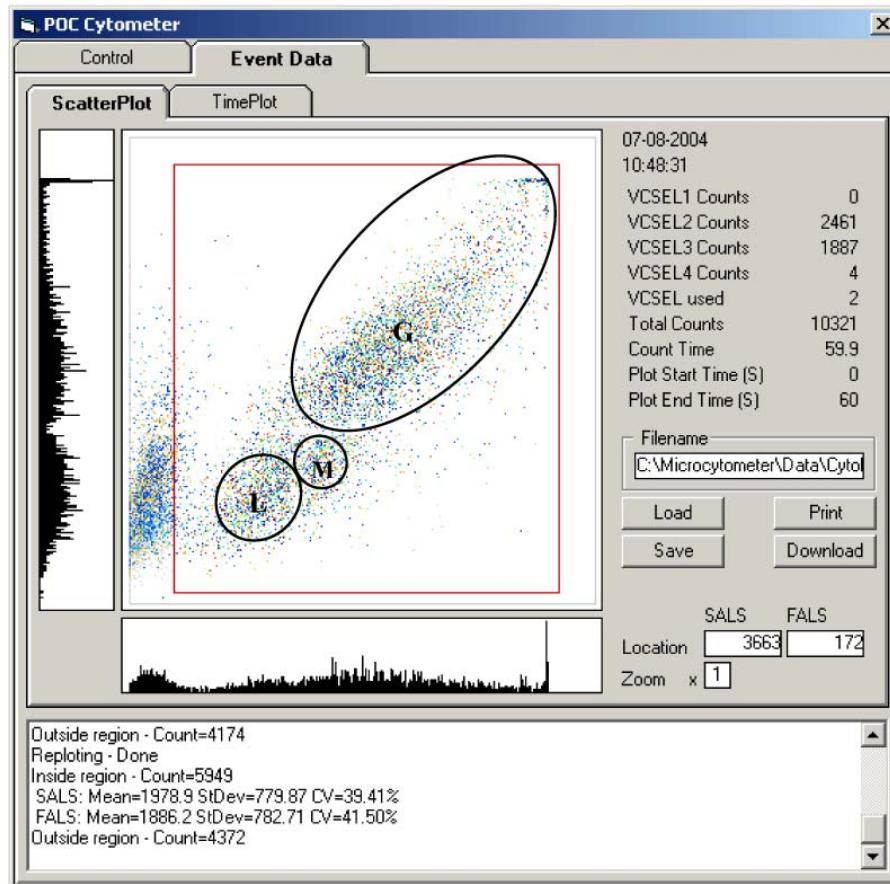 POC Cytometer
Control
Event Data
ScatterPlot
TimePlot
G
M
L
07-08-2004
10:48:31
VCSEL1 Counts 0
VCSEL2 Counts 2461
VCSEL3 Counts 1887
VCSEL4 Counts 4
VCSEL used 2
Total Counts 10321
Count Time 59.9
Plot Start Time (S) 0
Plot End Time (S) 60
Filename
C:\Microcytometer\Data\Cytol
Load
Print
Save
Download
SALS FALS
Location 3663 172
Zoom x 1
Outside region - Count=4174
Reploting - Done
Inside region - Count=5949
SALS: Mean=1978.9 StDev=779.87 CV=39.41%
FALS: Mean=1886.2 StDev=782.71 CV=41.50%
Outside region - Count=4372